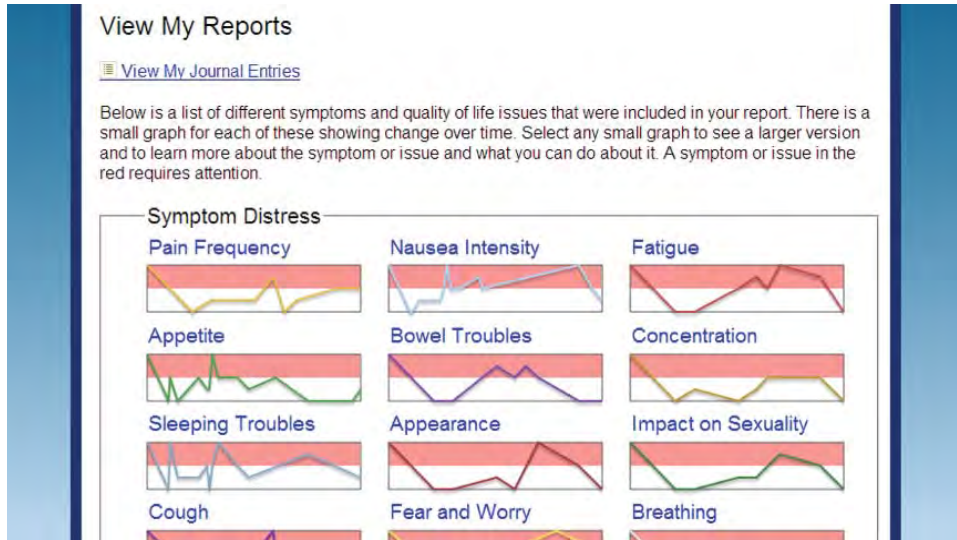 View My Reports
View My Journal Entries
Below is a list of different symptoms and quality of life issues that were included in your report. There is a
small graph for each of these showing change over time. Select any small graph to see a larger version
and to learn more about the symptom or issue and what you can do about it. A symptom or issue in the
red requires attention.
Symptom Distress
Pain Frequency
Nausea Intensity
Fatigue
Appetite
Bowel Troubles
Concentration
Sleeping Troubles
Appearance
Impact on Sexuality
Cough
Fear and Worry
Breathing